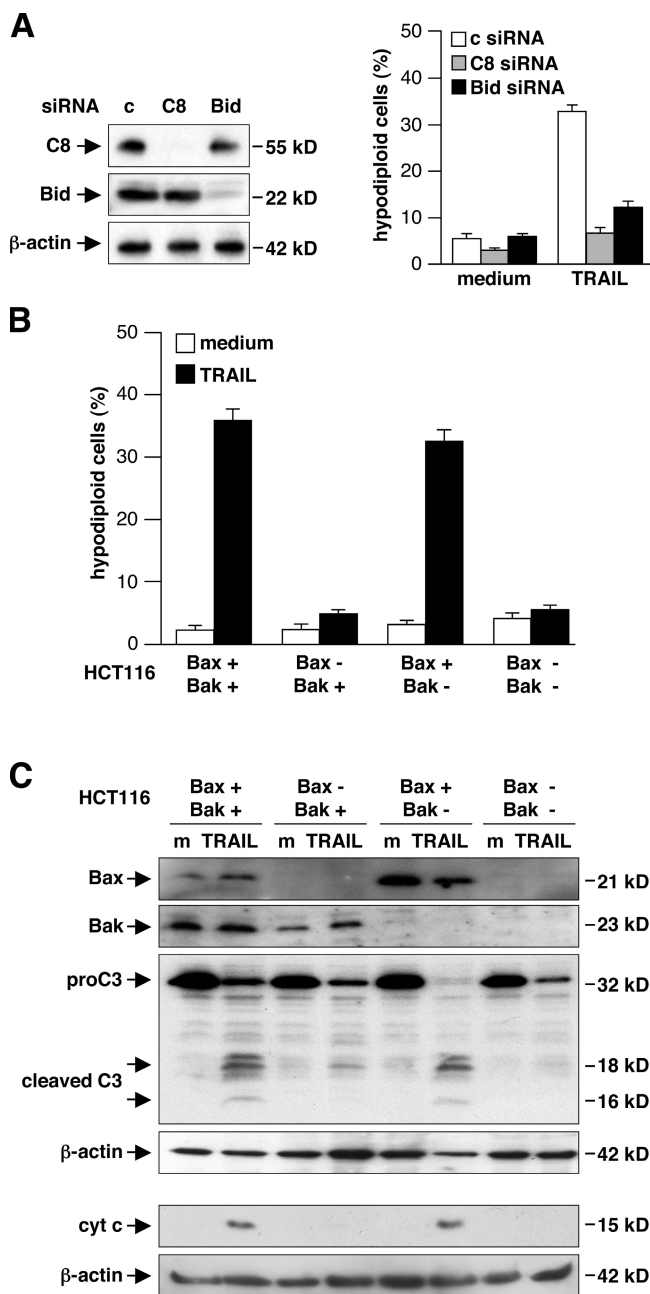 A
siRNA c C8 Bid
C8
55 kD
Bid
22 kD
β-actin
42 kD
hypodiploid cells (%)
50
40
30
20
10
0
c siRNA
C8 siRNA
Bid siRNA
medium TRAIL
B
hypodiploid cells (%)
50
40
30
20
10
0
medium
TRAIL
HCT116
Bax + Bax - Bax + Bax -
Bak + Bak + Bak - Bak -
C
HCT116
Bax + Bax - Bax + Bax -
Bak + Bak + Bak - Bak -
m TRAIL m TRAIL m TRAIL m TRAIL
Bax
21 kD
Bak
23 kD
proC3
32 kD
18 kD
cleaved C3
16 kD
β-actin
42 kD
cyt c
15 kD
β-actin
42 kD